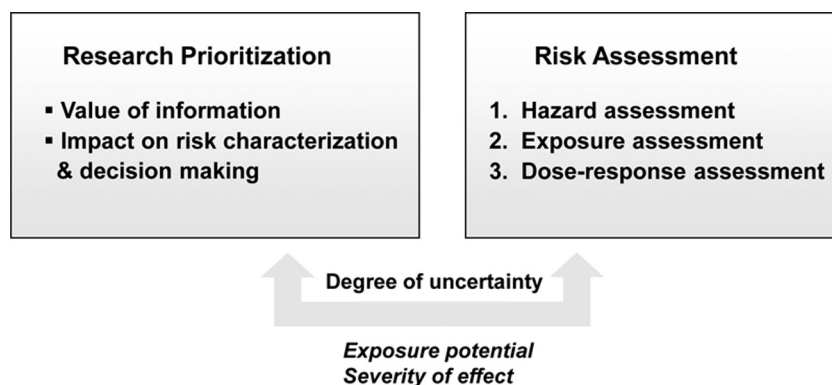 Research Prioritization
▪ Value of information
▪ Impact on risk characterization
& decision making
Risk Assessment
1. Hazard assessment
2. Exposure assessment
3. Dose-response assessment
Degree of uncertainty
Exposure potential
Severity of effect